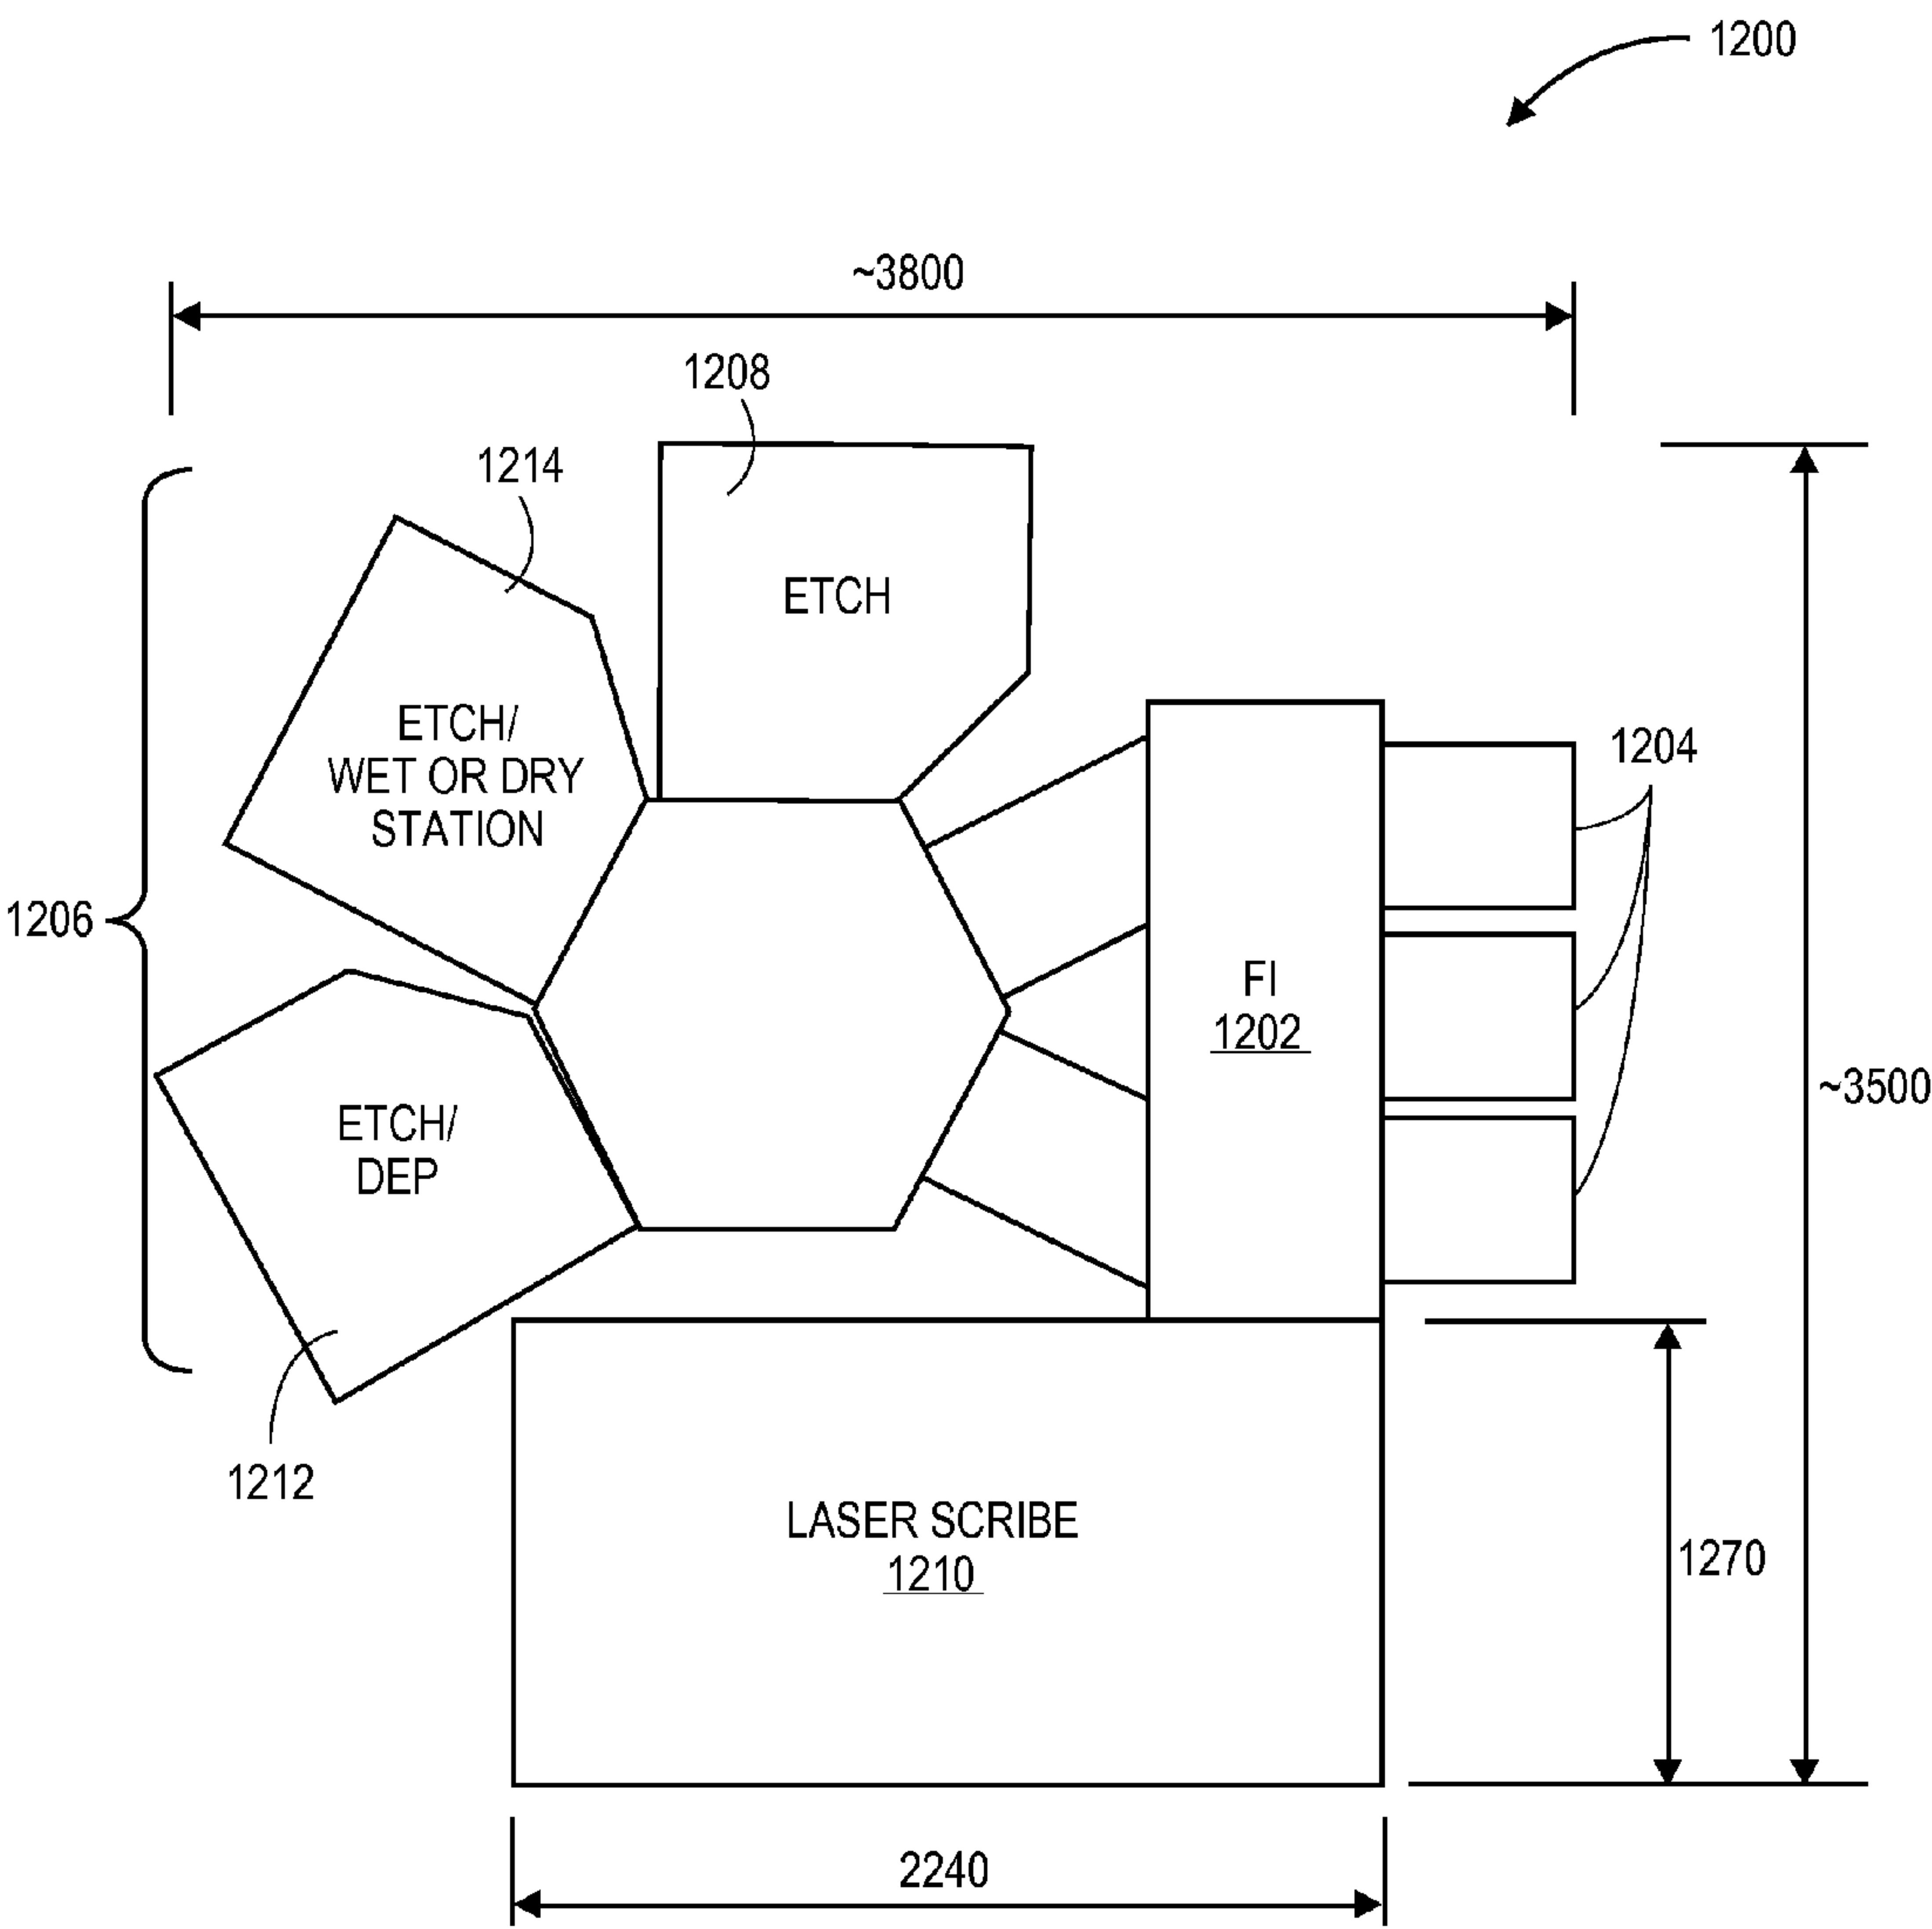 1200
~3800
1208
1214
ETCH
ETCH/
WET OR DRY
STATION
1204
1206
FI
1202
~3500
ETCH/
DEP
1212
LASER SCRIBE
1210
1270
2240